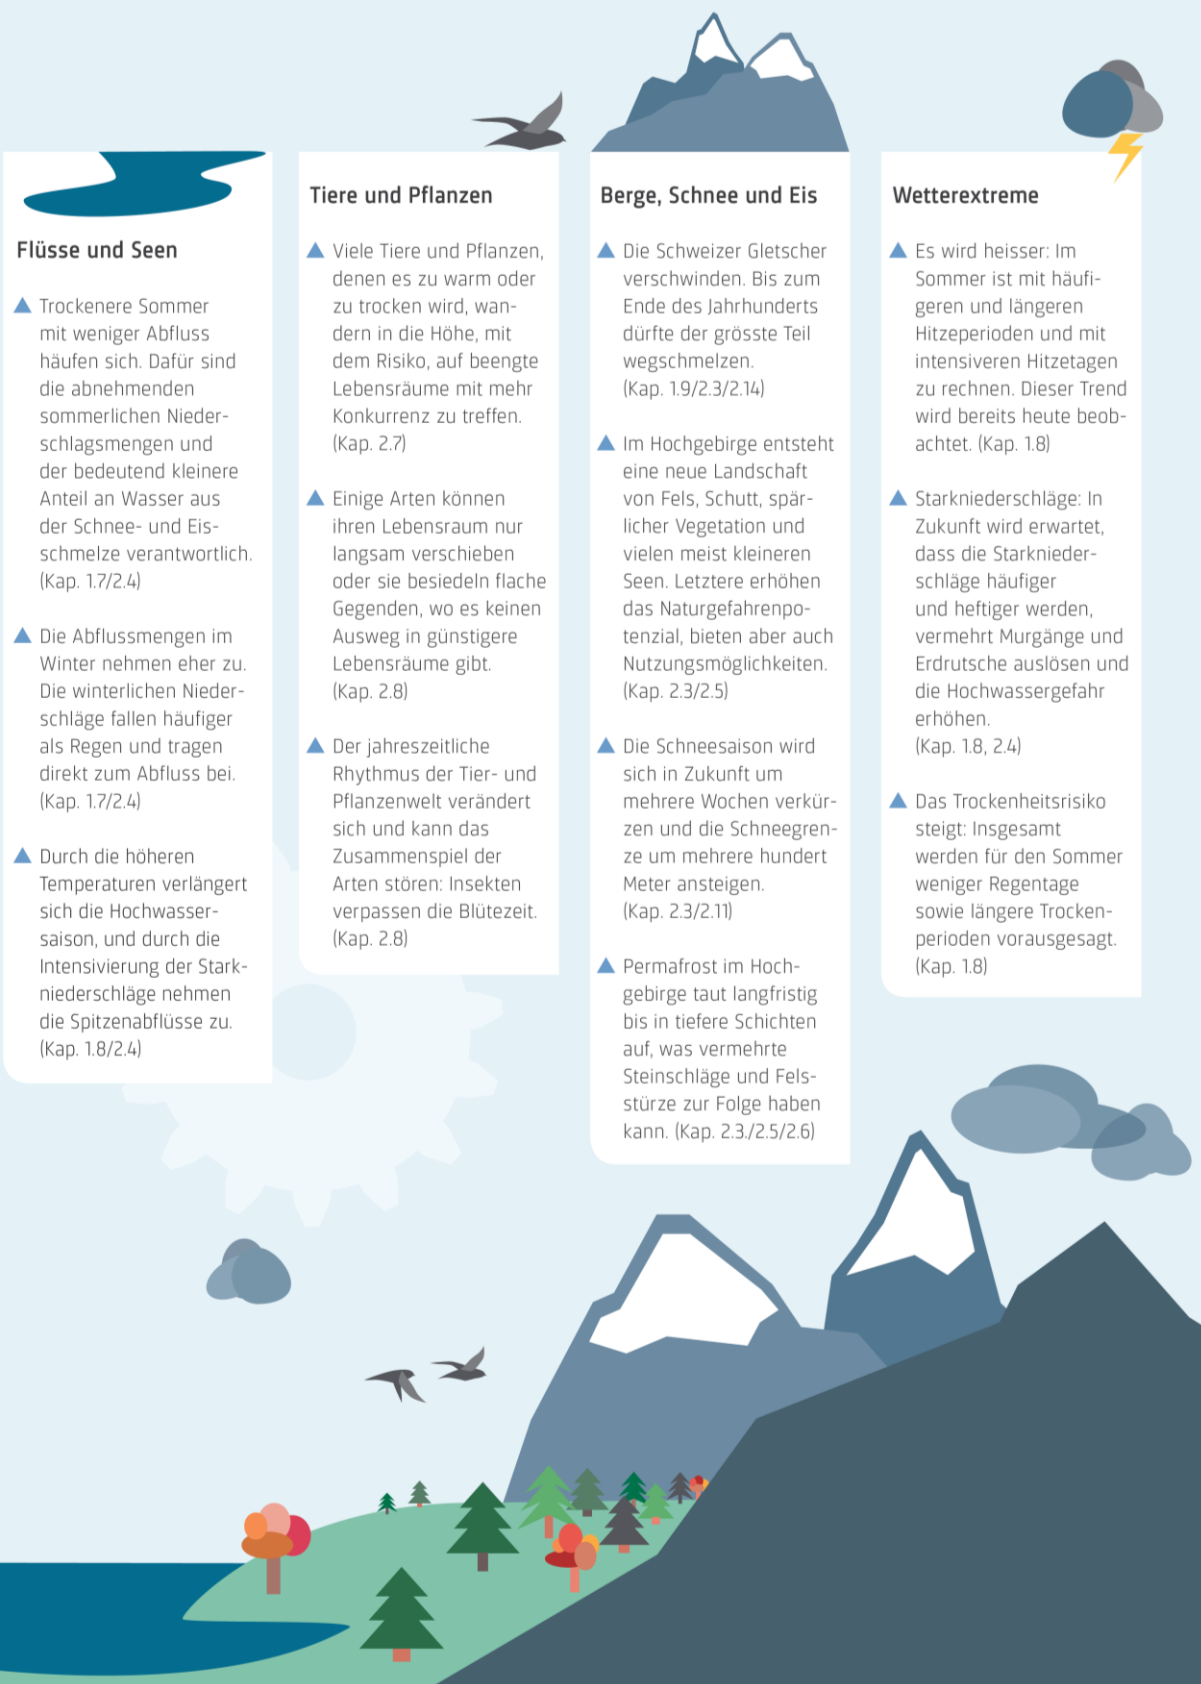 Flüsse und Seen
Trockenere Sommer
mit weniger Abfluss
häufen sich. Dafür sind
die abnehmenden
sommerlichen Nieder-
schlagsmengen und
der bedeutend kleinere
Anteil an Wasser aus
der Schnee- und Eis-
schmelze verantwortlich.
(Kap. 1.7/2.4)
Die Abflussmengen im
Winter nehmen eher zu.
Die winterlichen Nieder-
schläge fallen häufiger
als Regen und tragen
direkt zum Abfluss bei.
(Kap. 1.7/2.4)
Durch die höheren
Temperaturen verlängert
sich die Hochwasser-
saison, und durch die
Intensivierung der Stark-
niederschläge nehmen
die Spitzenabflüsse zu.
(Kap. 1.8/2.4)
Tiere und Pflanzen
Viele Tiere und Pflanzen,
denen es zu warm oder
zu trocken wird, wan-
dern in die Höhe, mit
dem Risiko, auf beengte
Lebensräume mit mehr
Konkurrenz zu treffen.
(Kap. 2.7)
Einige Arten können
ihren Lebensraum nur
langsam verschieben
oder sie besiedeln flache
Gegenden, wo es keinen
Ausweg in günstigere
Lebensräume gibt.
(Kap. 2.8)
Der jahreszeitliche
Rhythmus der Tier- und
Pflanzenwelt verändert
sich und kann das
Zusammenspiel der
Arten stören: Insekten
verpassen die Blütezeit.
(Kap. 2.8)
Berge, Schnee und Eis
Die Schweizer Gletscher
verschwinden. Bis zum
Ende des Jahrhunderts
dürfte der grösste Teil
wegschmelzen.
(Kap. 1.9/2.3/2.14)
Im Hochgebirge entsteht
eine neue Landschaft
von Fels, Schutt, spär-
licher Vegetation und
vielen meist kleineren
Seen. Letztere erhöhen
das Naturgefahrenpo-
tenzial, bieten aber auch
Nutzungsmöglichkeiten.
(Kap. 2.3/2.5)
Die Schneesaison wird
sich in Zukunft um
mehrere Wochen verkür-
zen und die Schneegren-
ze um mehrere hundert
Meter ansteigen.
(Kap. 2.3/2.11)
Permafrost im Hoch-
gebirge taut langfristig
bis in tiefere Schichten
auf, was vermehrte
Steinschläge und Fels-
stürze zur Folge haben
kann. (Kap. 2.3./2.5/2.6)
Wetterextreme
Es wird heisser: Im
Sommer ist mit häufi-
geren und längeren
Hitzeperioden und mit
intensiveren Hitzetagen
zu rechnen. Dieser Trend
wird bereits heute beob-
achtet. (Kap. 1.8)
Starkniederschläge: In
Zukunft wird erwartet,
dass die Starknieder-
schläge häufiger
und heftiger werden,
vermehrt Murgänge und
Erdrutsche auslösen und
die Hochwassergefahr
erhöhen.
(Kap. 1.8, 2.4)
Das Trockenheitsrisiko
steigt: Insgesamt
werden für den Sommer
weniger Regentage
sowie längere Trocken-
perioden vorausgesagt.
(Kap. 1.8)